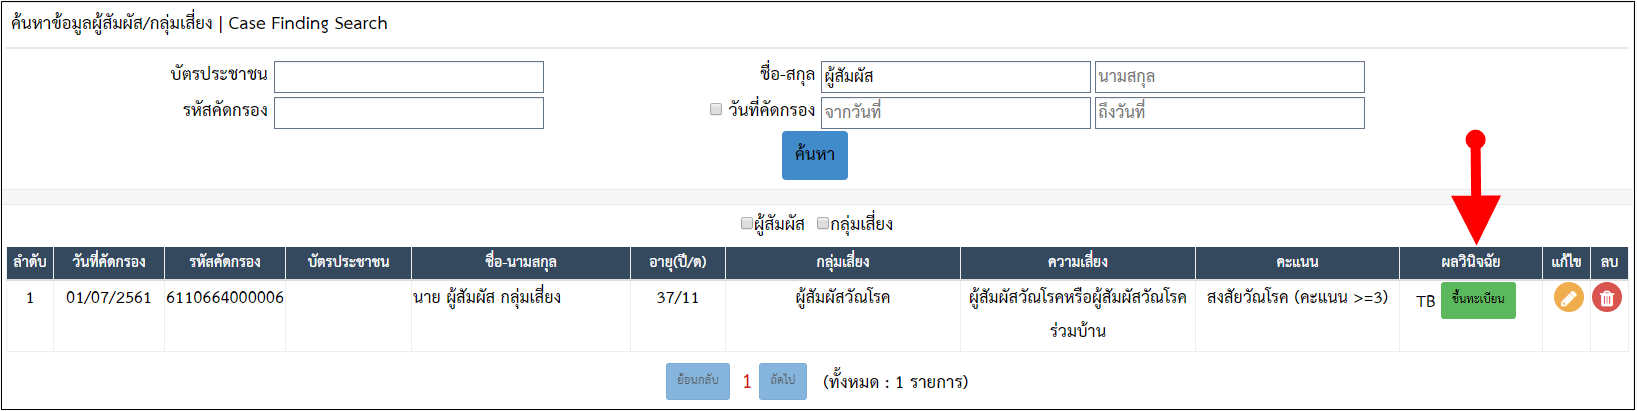 ค้นหาข้อมูลผู้สัมผัส/กลุ่มเสี่ยง | Case Finding Search
บัตรประชาชน ชื่อ-สกุล ผู้สัมผัส นามสกุล
รหัสคัดกรอง วันที่คัดกรอง จากวันที่ ถึงวันที่
ค้นหา
ผู้สัมผัส กลุ่มเสี่ยง
ลำดับ วันที่คัดกรอง รหัสคัดกรอง บัตรประชาชน ชื่อ-นามสกุล อายุ(ปี/ด) กลุ่มเสี่ยง ความเสี่ยง คะแนน ผลวินิจฉัย แก้ไข ลบ
1 01/07/2561 6110664000006 นาย ผู้สัมผัส กลุ่มเสี่ยง 37/11 ผู้สัมผัสวัณโรค ผู้สัมผัสวัณโรคหรือผู้สัมผัสวัณโรค สงสัยวัณโรค (คะแนน >=3) TB ขึ้นทะเบียน
ร่วมบ้าน
ย้อนกลับ 1 ถัดไป (ทั้งหมด : 1 รายการ)